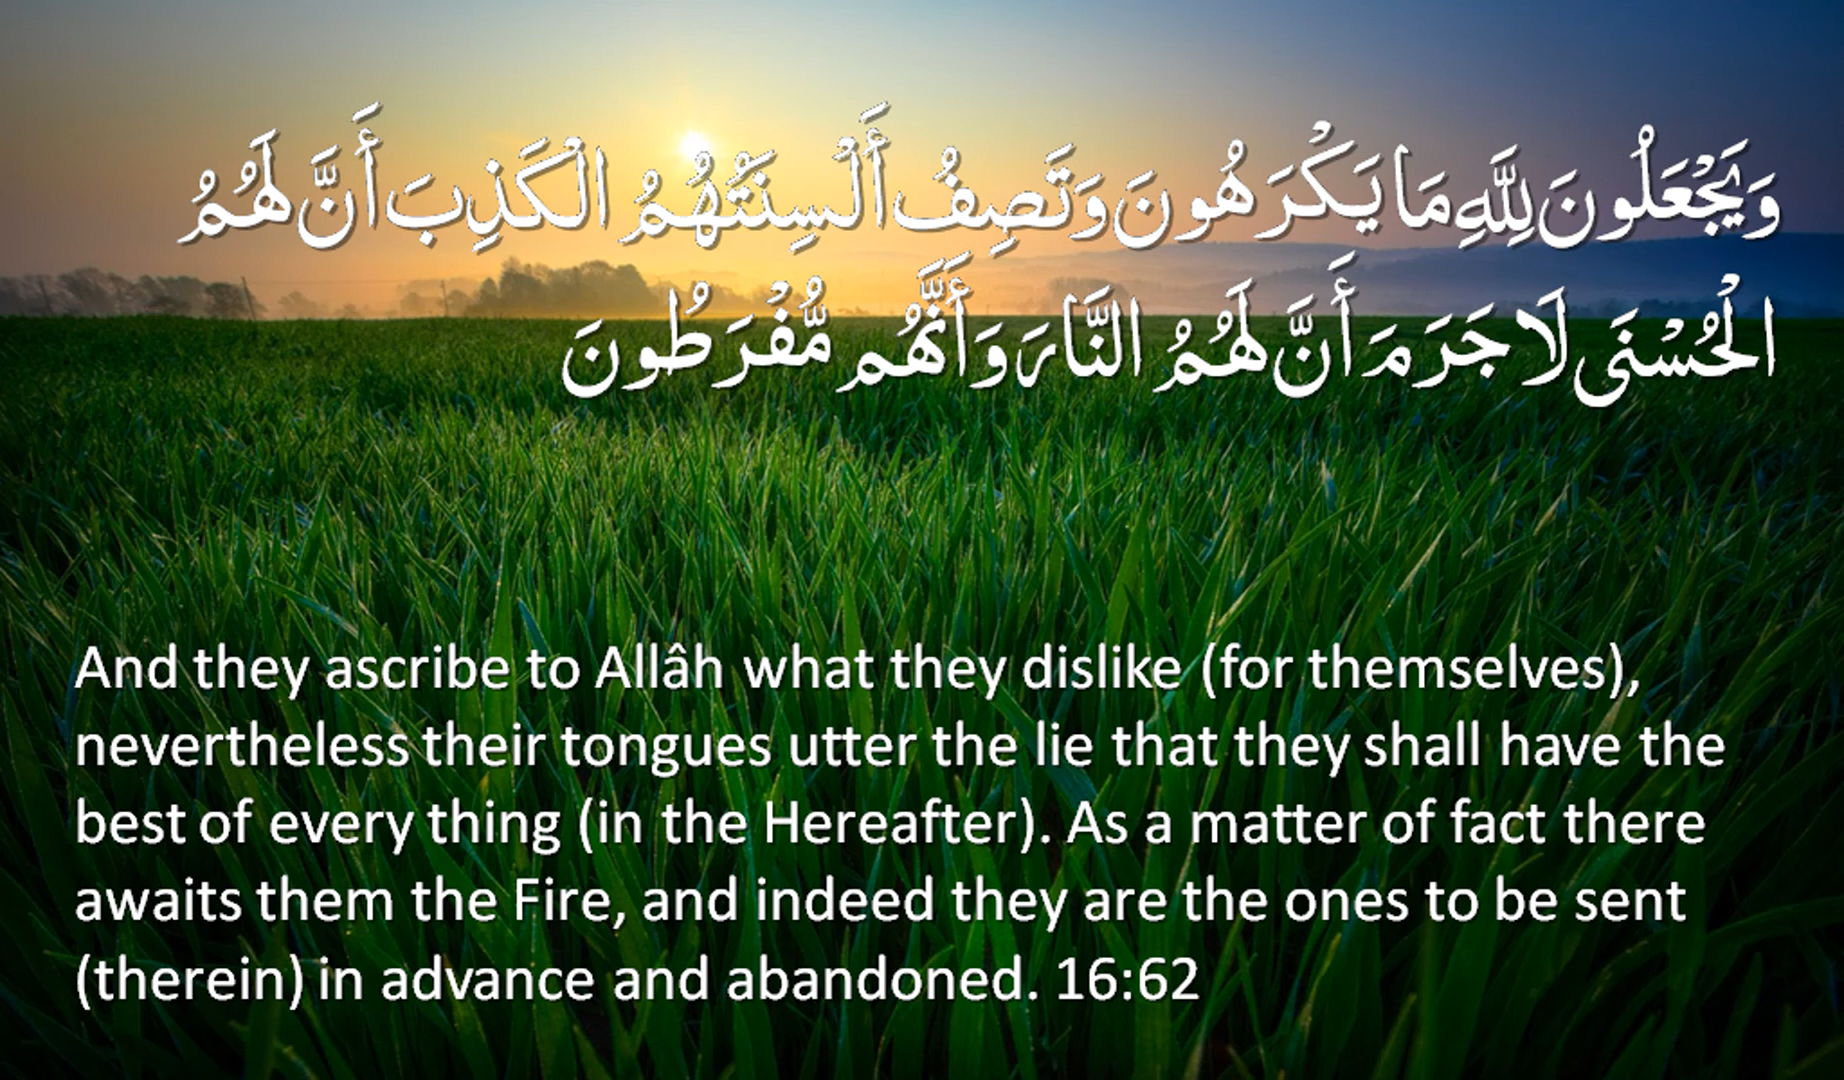 وَيَجْعَلُونَ لِلَّهِ مَا يَكْرَهُونَ وَتَصِفُ أَلْسِنَتُهُمُ الْكَذِبَ أَنَّ لَهُمُ
الْحُسْنَى لَا جَرَمَ أَنَّ لَهُمُ النَّارَ وَأَنَّهُم مُّفْرَطُونَ
And they ascribe to Allâh what they dislike (for themselves),
nevertheless their tongues utter the lie that they shall have the
best of every thing (in the Hereafter). As a matter of fact there
awaits them the Fire, and indeed they are the ones to be sent
(therein) in advance and abandoned. 16:62